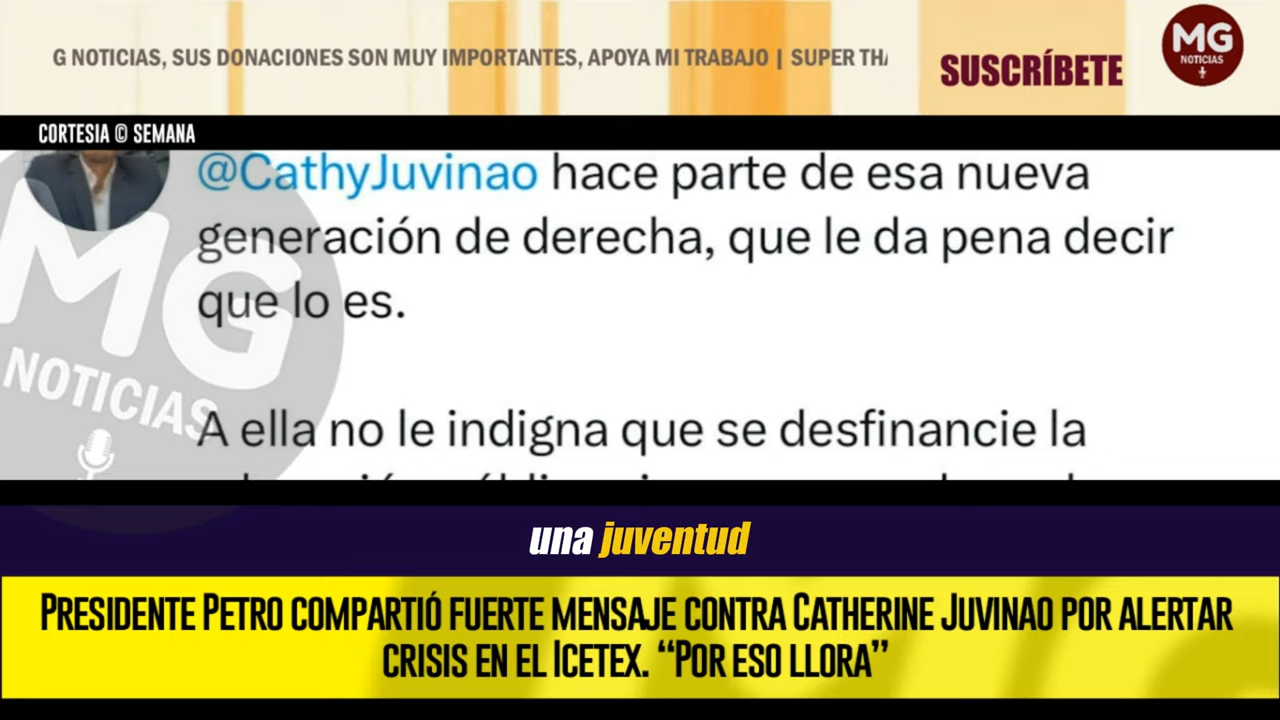 G NOTICIAS, SUS DONACIONES SON MUY IMPORTANTES, APOYA MI TRABAJO | SUPER
SUSCRÍBETE
MG
NOTICIAS
CORTESIA © SEMANA
@CathyJuvinao hace parte de esa nueva
generación de derecha, que le da pena decir
que lo es.
A ella no le indigna que se desfinancie la
MG
NOTICIAS
una juventud
PRESIDENTE PETRO COMPARTIÓ FUERTE MENSAJE CONTRA CATHERINE JUVINAO POR ALERTAR
CRISIS EN EL ICETEX. “POR ESO LLORA”